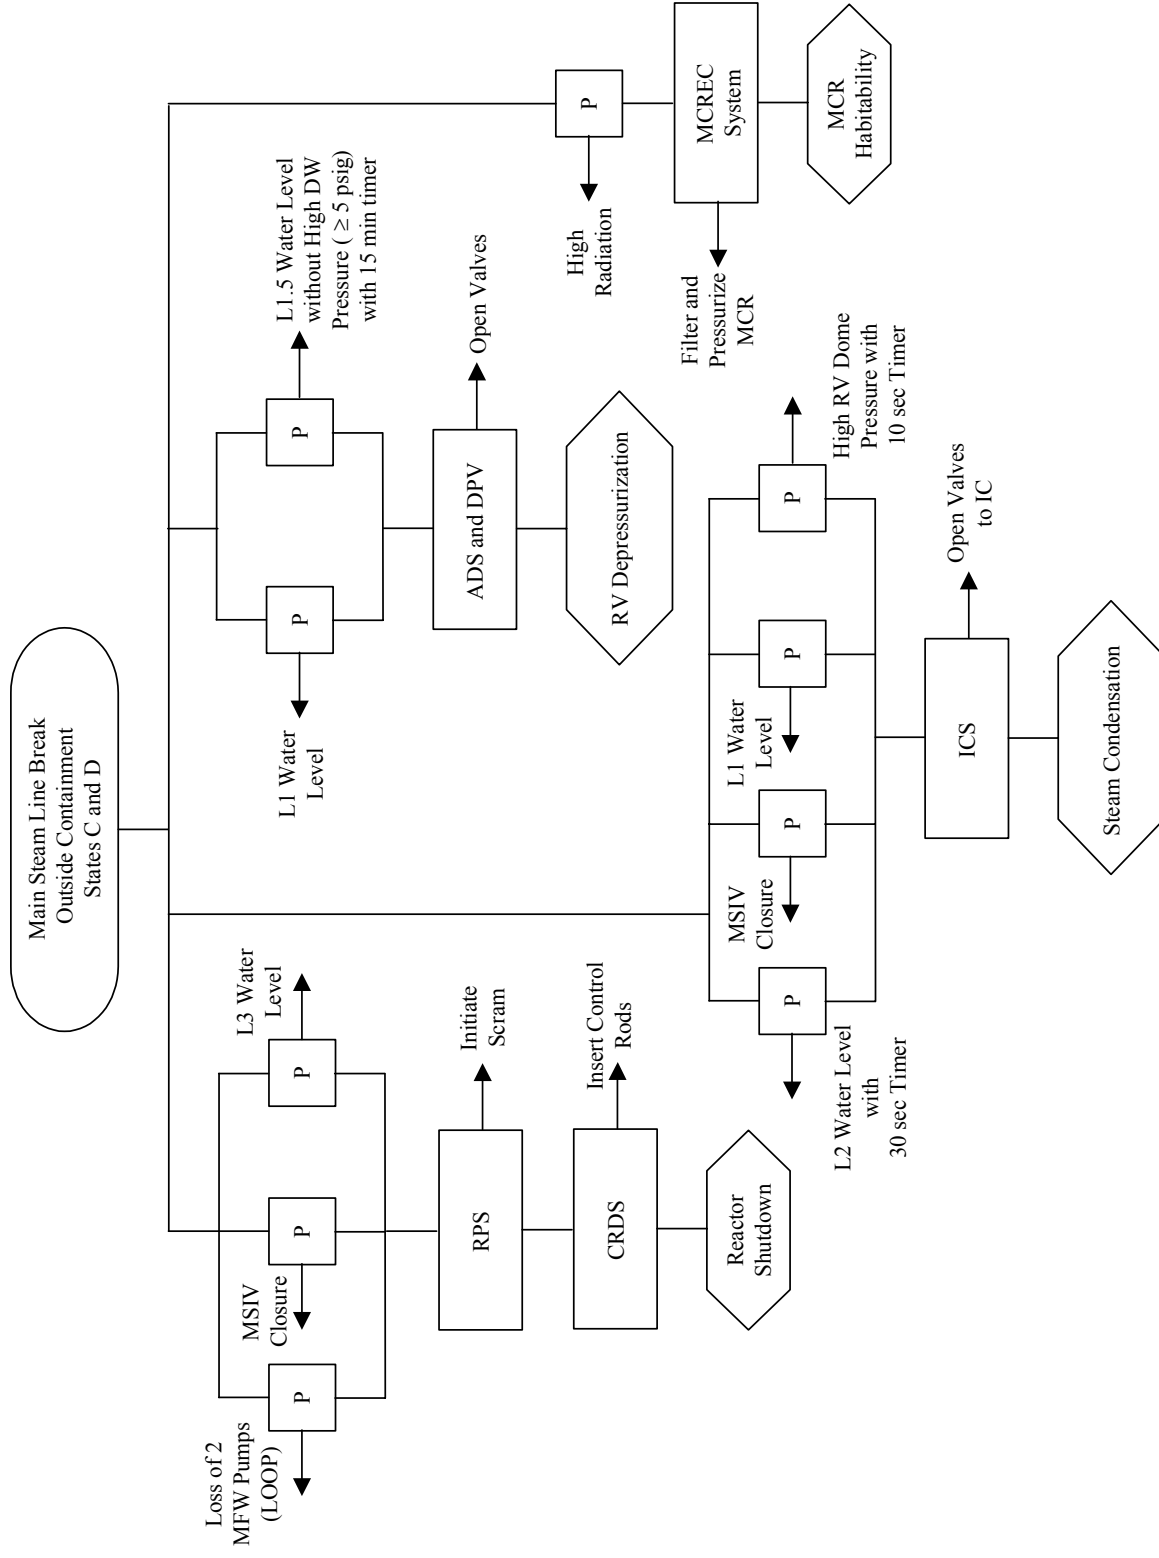 Main Steam Line Break
Outside Containment
States C and D
Loss of 2
MFW Pumps
(LOOP)
P
MSIV
Closure
P
L3 Water
Level
P
RPS
Initiate
Scram
CRDS
Insert Control
Rods
Reactor
Shutdown
L2 Water Level
with
30 sec Timer
P
MSIV
Closure
P
L1 Water
Level
P
High RV Dome
Pressure with
10 sec Timer
P
ICS
Open Valves
to IC
Steam Condensation
L1 Water
Level
P
L1.5 Water Level
without High DW
Pressure ( ≥ 5 psig)
with 15 min timer
P
ADS and DPV
Open Valves
RV Depressurization
High
Radiation
P
MCREC
System
Filter and
Pressurize
MCR
MCR
Habitability